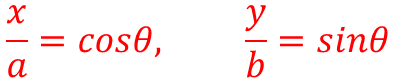 x/a = cosθ, y/b = sinθ